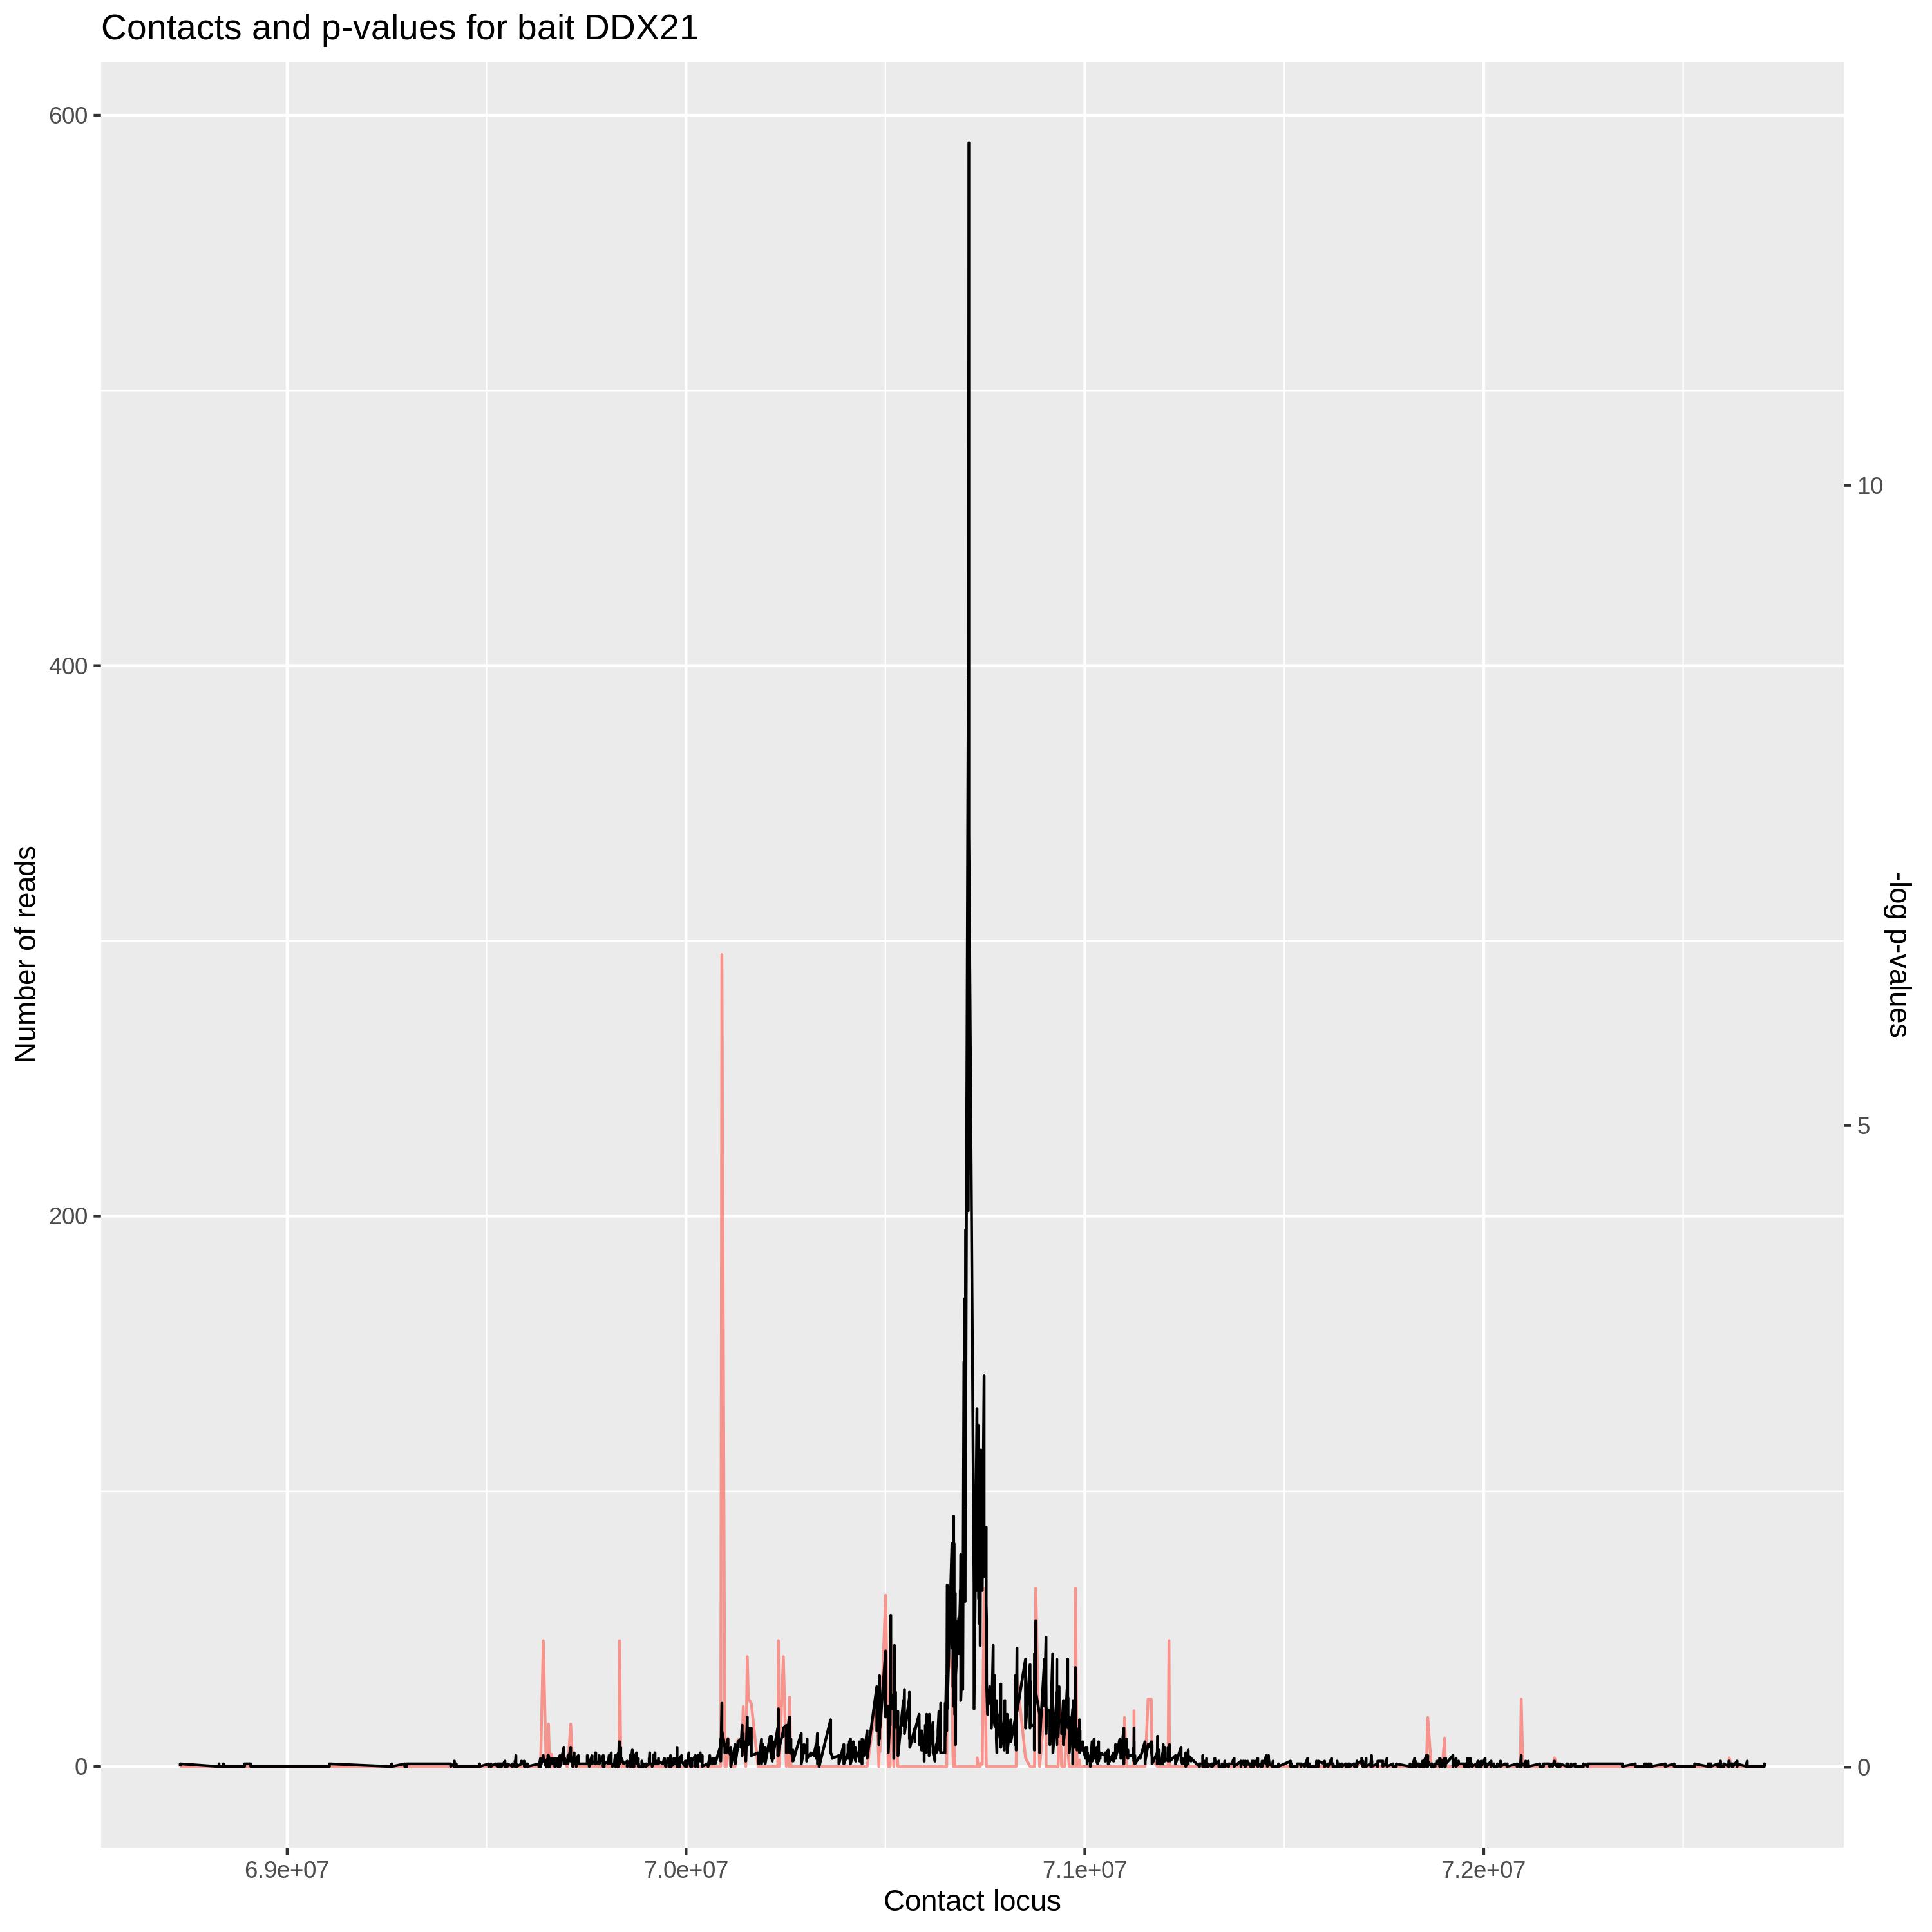 Contacts and p-values for bait DDX21
600
400
200
0
Number of reads
10
5
0
-log p-values
6.9e+07
7.0e+07
7.1e+07
7.2e+07
Contact locus